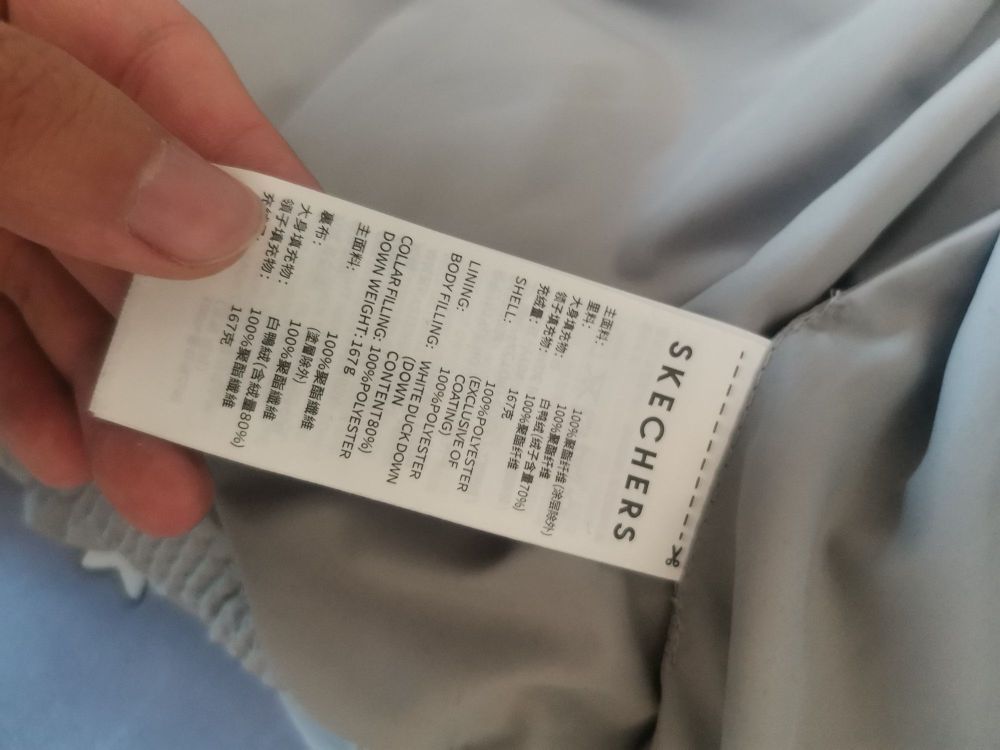 SKECHERS
主面料: 100%聚酯纤维(涂层除外)
里料: 100%聚酯纤维
大身填充物: 白鸭绒(绒子含量70%)
领子填充物: 100%聚酯纤维
充绒量: 167克
SHELL: 100%POLYESTER
(EXCLUSIVE OF
COATING)
LINING: 100%POLYESTER
BODY FILLING: WHITE DUCK DOWN
(DOWN
CONTENT80%)
COLLAR FILLING: 100%POLYESTER
DOWN WEIGHT: 167 g
主面料: 100%聚酯纖維
(塗層除外)
裏布: 100%聚酯纖維
大身填充物: 白鴨絨(含絨量80%)
領子填充物: 100%聚酯纖維
167克